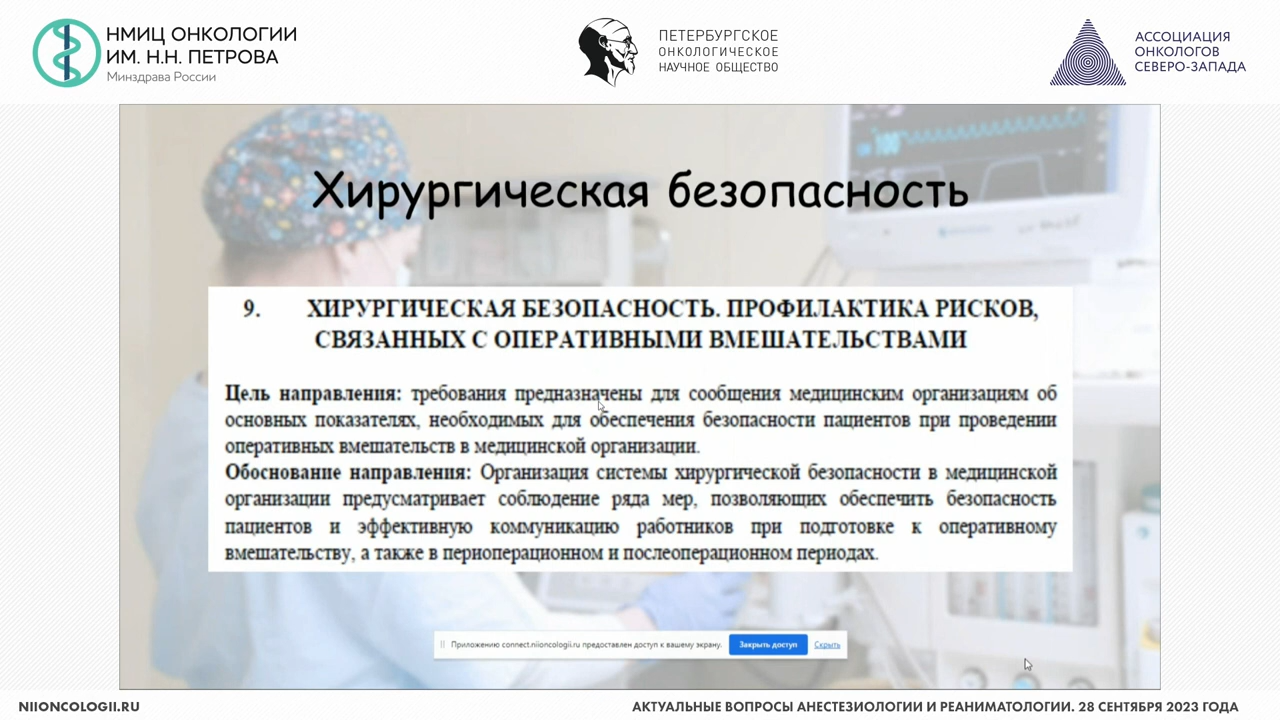 НМИЦ ОНКОЛОГИИ
ИМ. Н.Н. ПЕТРОВА
Минздрава России
ПЕТЕРБУРГСКОЕ
ОНКОЛОГИЧЕСКОЕ
НАУЧНОЕ ОБЩЕСТВО
АССОЦИАЦИЯ
ОНКОЛОГОВ
СЕВЕРО-ЗАПАДА
100
Хирургическая безопасность
9. ХИРУРГИЧЕСКАЯ БЕЗОПАСНОСТЬ. ПРОФИЛАКТИКА РИСКОВ,
СВЯЗАННЫХ С ОПЕРАТИВНЫМИ ВМЕШАТЕЛЬСТВАМИ
Цель направления: требования предназначены для сообщения медицинским организациям об
основных показателях, необходимых для обеспечения безопасности пациентов при проведении
оперативных вмешательств в медицинской организации.
Обоснование направления: Организация системы хирургической безопасности в медицинской
организации предусматривает соблюдение ряда мер, позволяющих обеспечить безопасность
пациентов и эффективную коммуникацию работников при подготовке к оперативному
вмешательству, а также в периоперационном и послеоперационном периодах.
Приложению connect.niioncologii.ru предоставлен доступ к вашему экрану.
Закрыть доступ
Скрыть
NIIONCOLOGII.RU
АКТУАЛЬНЫЕ ВОПРОСЫ АНЕСТЕЗИОЛОГИИ И РЕАНИМАТОЛОГИИ. 28 СЕНТЯБРЯ 2023 ГОДА